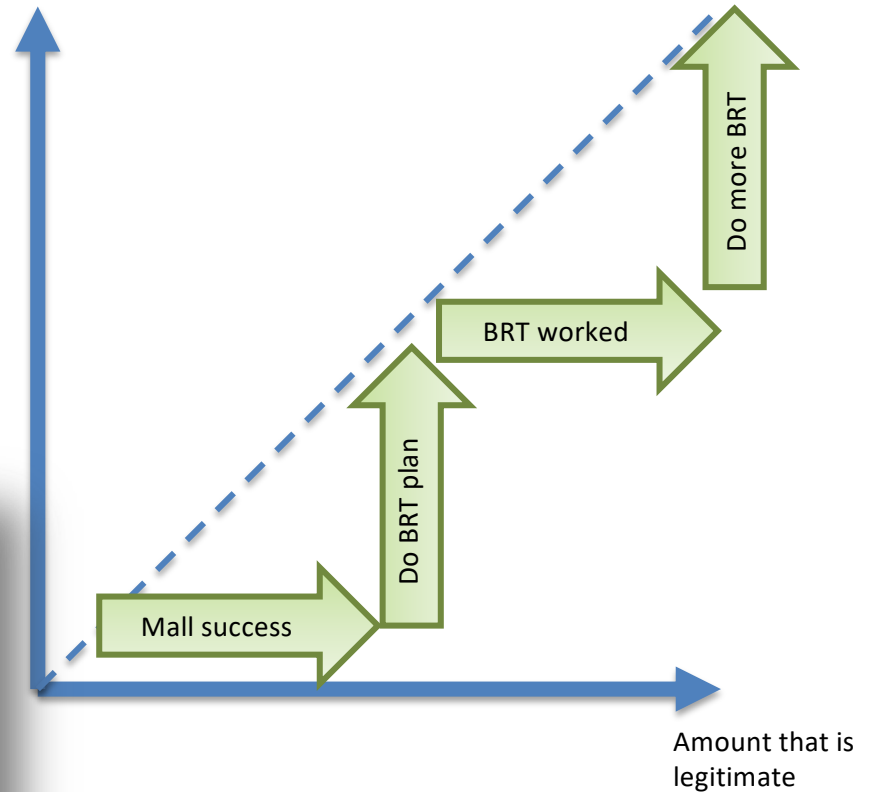 Do more BRT
BRT worked
Do BRT plan
Mall success
Amount that is
legitimate